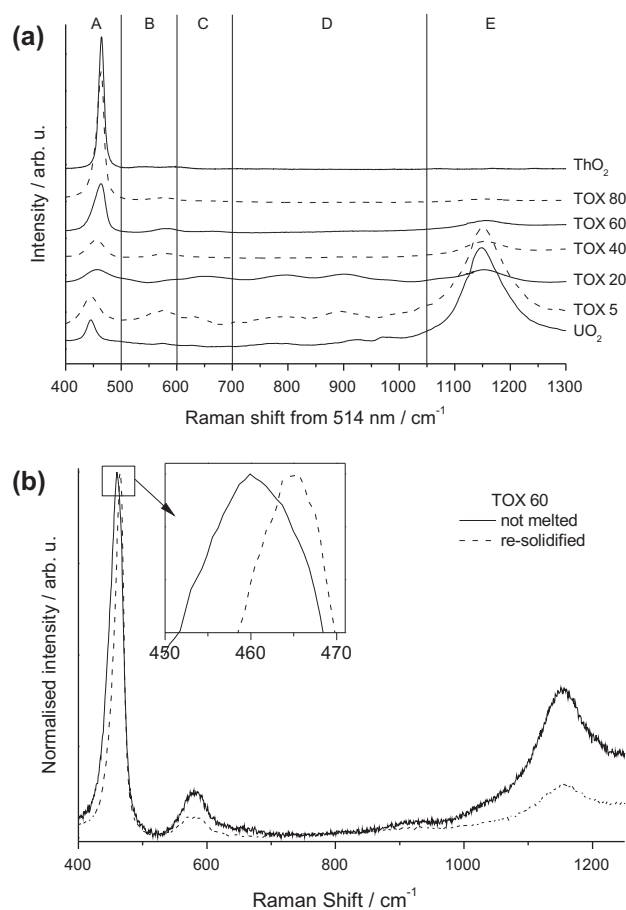 (a)
A B C D E
Intensity / arb. u.
ThO₂
TOX 80
TOX 60
TOX 40
TOX 20
TOX 5
UO₂
400 500 600 700 800 900 1000 1100 1200 1300
Raman shift from 514 nm / cm⁻¹
(b)
Normalised intensity / arb. u.
TOX 60
not melted
re-solidified
450 460 470
400 600 800 1000 1200
Raman Shift / cm⁻¹